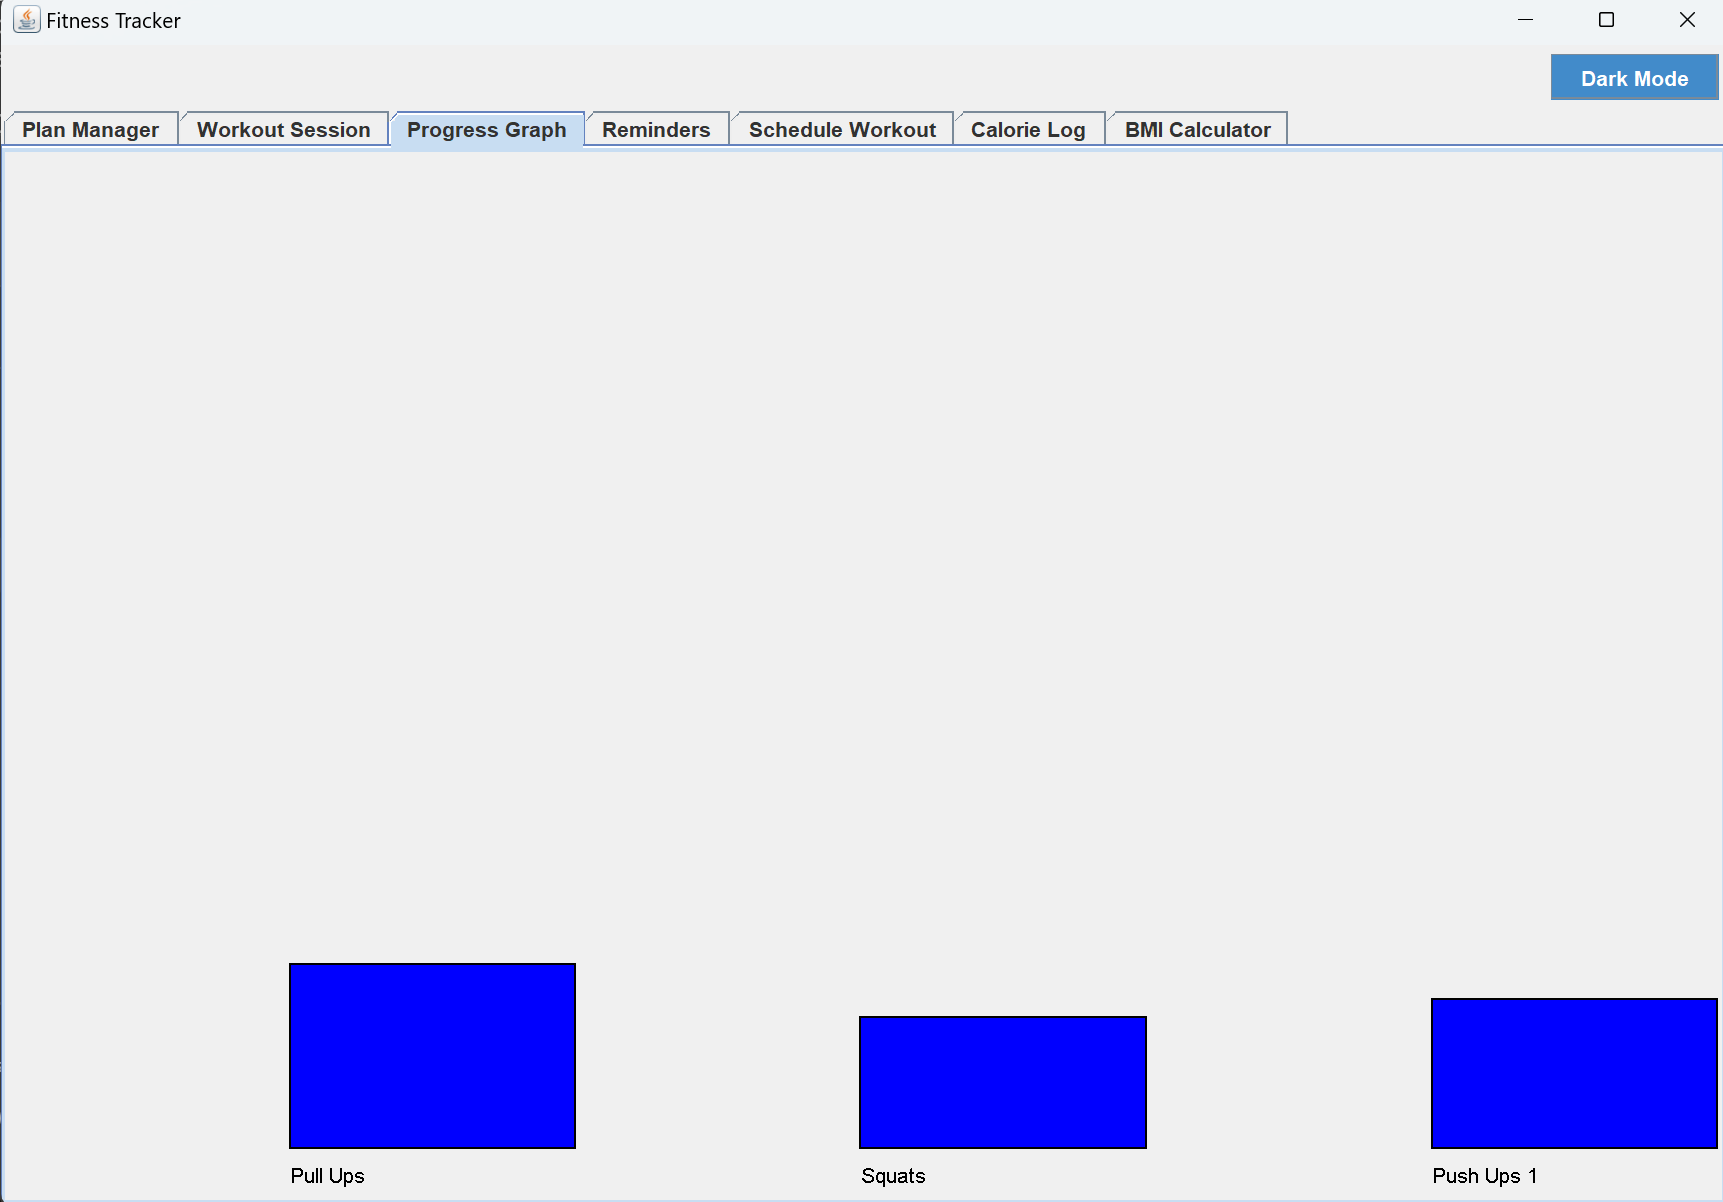 Fitness Tracker
Dark Mode
Plan Manager Workout Session Progress Graph Reminders Schedule Workout Calorie Log BMI Calculator
Pull Ups Squats Push Ups 1